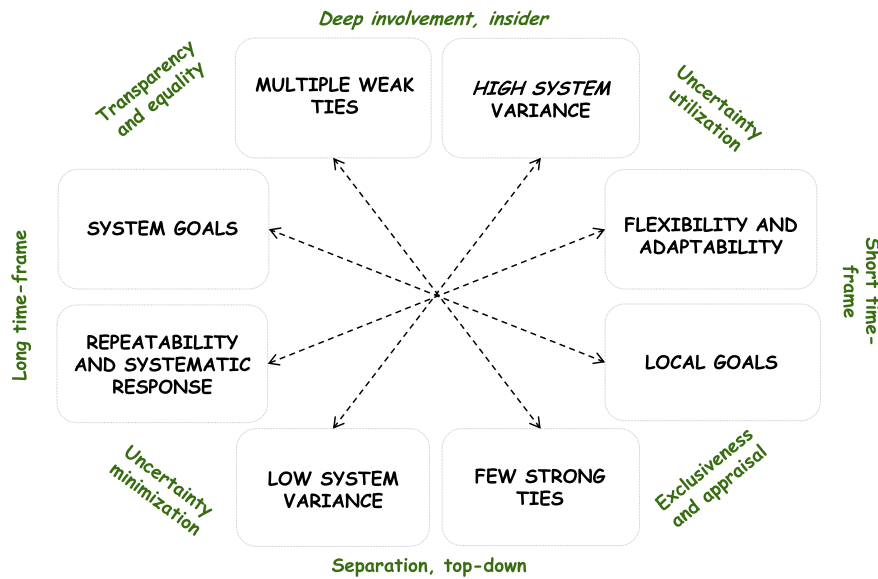 Deep involvement, insider
Transparency
and equality
MULTIPLE WEAK
TIES
HIGH SYSTEM
VARIANCE
Uncertainty
utilization
SYSTEM GOALS
FLEXIBILITY AND
ADAPTABILITY
Long time-frame
Short time-
frame
REPEATABILITY
AND SYSTEMATIC
RESPONSE
LOCAL GOALS
Uncertainty
minimization
LOW SYSTEM
VARIANCE
FEW STRONG
TIES
Exclusiveness
and appraisal
Separation, top-down